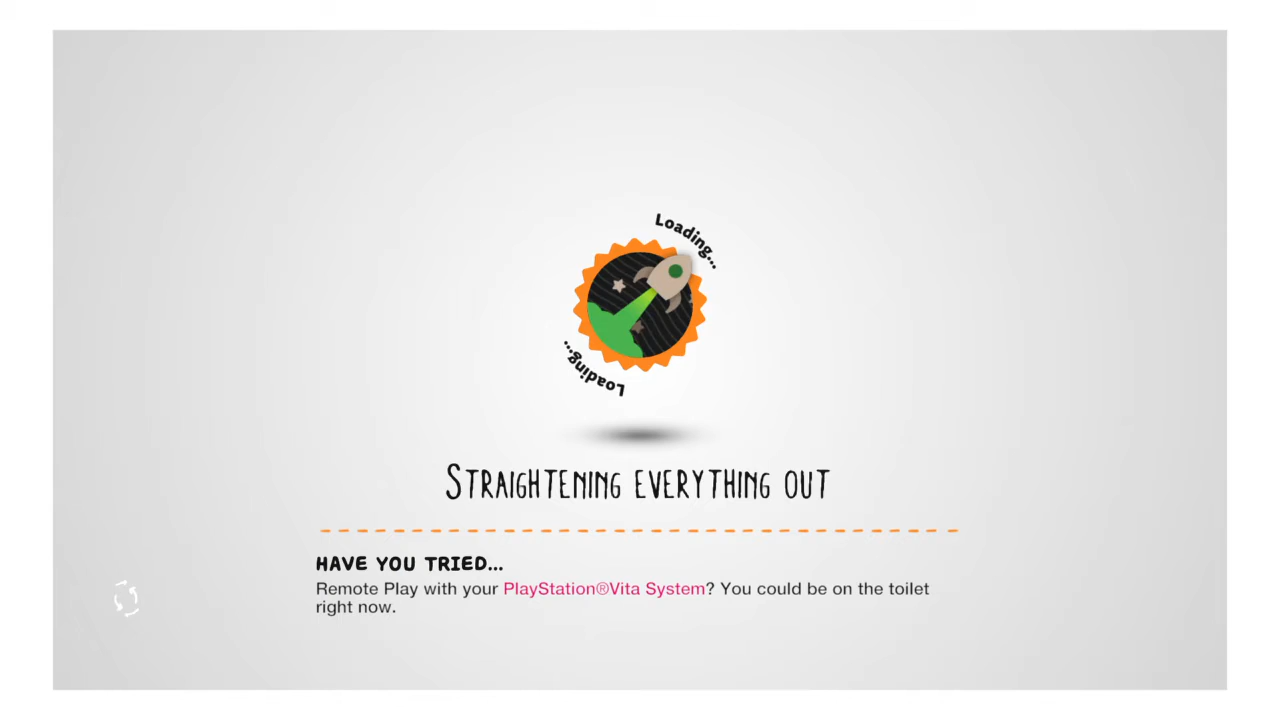 Loading...
Loading...
STRAIGHTENING EVERYTHING OUT
HAVE YOU TRIED...
Remote Play with your PlayStation®Vita System? You could be on the toilet
right now.